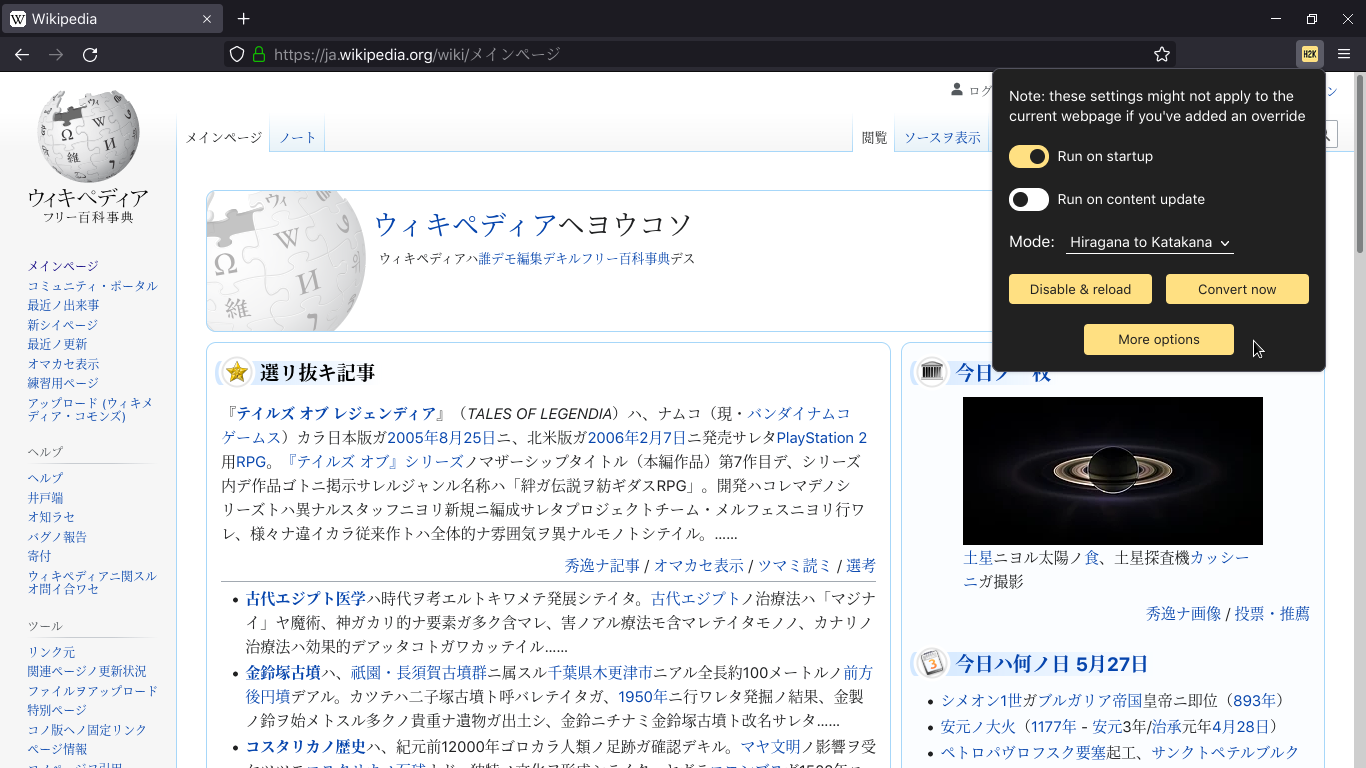 Wikipedia
https://ja.wikipedia.org/wiki/メインページ
H2K
Note: these settings might not apply to the
current webpage if you've added an override
Run on startup
Run on content update
Mode: Hiragana to Katakana
Disable & reload
Convert now
More options
ログ
ン
メインページ
ノート
閲覧
ソースヲ表示
Ω
W
И
維
ウィキペディア
フリー百科事典
メインページ
コミュニティ・ポータル
最近ノ出来事
新シイページ
最近ノ更新
オマカセ表示
練習用ページ
アップロード (ウィキメ
ディア・コモンズ)
ヘルプ
ヘルプ
井戸端
オ知ラセ
バグノ報告
寄付
ウィキペディアニ関スル
オ問イ合ワセ
ツール
リンク元
関連ページノ更新状況
ファイルヲアップロード
特別ページ
コノ版ヘノ固定リンク
ページ情報
W
Ω
И
維
ウィキペディアヘヨウコソ
ウィキペディアハ誰デモ編集デキルフリー百科事典デス
選リ抜キ記事
『テイルズ オブ レジェンディア』（TALES OF LEGENDIA）ハ、ナムコ（現・バンダイナムコ
ゲームス）カラ日本版ガ2005年8月25日ニ、北米版ガ2006年2月7日ニ発売サレタPlayStation 2
用RPG。『テイルズ オブ』シリーズノマザーシップタイトル（本編作品）第7作目デ、シリーズ
内デ作品ゴトニ掲示サレルジャンル名称ハ「絆ガ伝説ヲ紡ギダスRPG」。開発ハコレマデノシ
リーズトハ異ナルスタッフニヨリ新規ニ編成サレタプロジェクトチーム・メルフェスニヨリ行ワ
レ、様々ナ違イカラ従来作トハ全体的ナ雰囲気ヲ異ナルモノトシテイル。……
秀逸ナ記事 / オマカセ表示 / ツマミ読ミ / 選考
• 古代エジプト医学ハ時代ヲ考エルトキワメテ発展シテイタ。古代エジプトノ治療法ハ「マジナ
イ」ヤ魔術、神ガカリ的ナ要素ガ多ク含マレ、害ノアル療法モ含マレテイタモノノ、カナリノ
治療法ハ効果的デアッタコトガワカッテイル……
• 金鈴塚古墳ハ、祇園・長須賀古墳群ニ属スル千葉県木更津市ニアル全長約100メートルノ前方
後円墳デアル。カツテハ二子塚古墳ト呼バレテイタガ、1950年ニ行ワレタ発掘ノ結果、金製
ノ鈴ヲ始メトスル多クノ貴重ナ遺物ガ出土シ、金鈴ニチナミ金鈴塚古墳ト改名サレタ……
• コスタリカノ歴史ハ、紀元前12000年ゴロカラ人類ノ足跡ガ確認デキル。マヤ文明ノ影響ヲ受
今日ノ一枚
土星ニヨル太陽ノ食、土星探査機カッシー
ニガ撮影
秀逸ナ画像 / 投票・推薦
3
今日ハ何ノ日 5月27日
• シメオン1世ガブルガリア帝国皇帝ニ即位（893年）
• 安元ノ大火（1177年 - 安元3年/治承元年4月28日）
• ペトロパヴロフスク要塞起工、サンクトペテルブルク